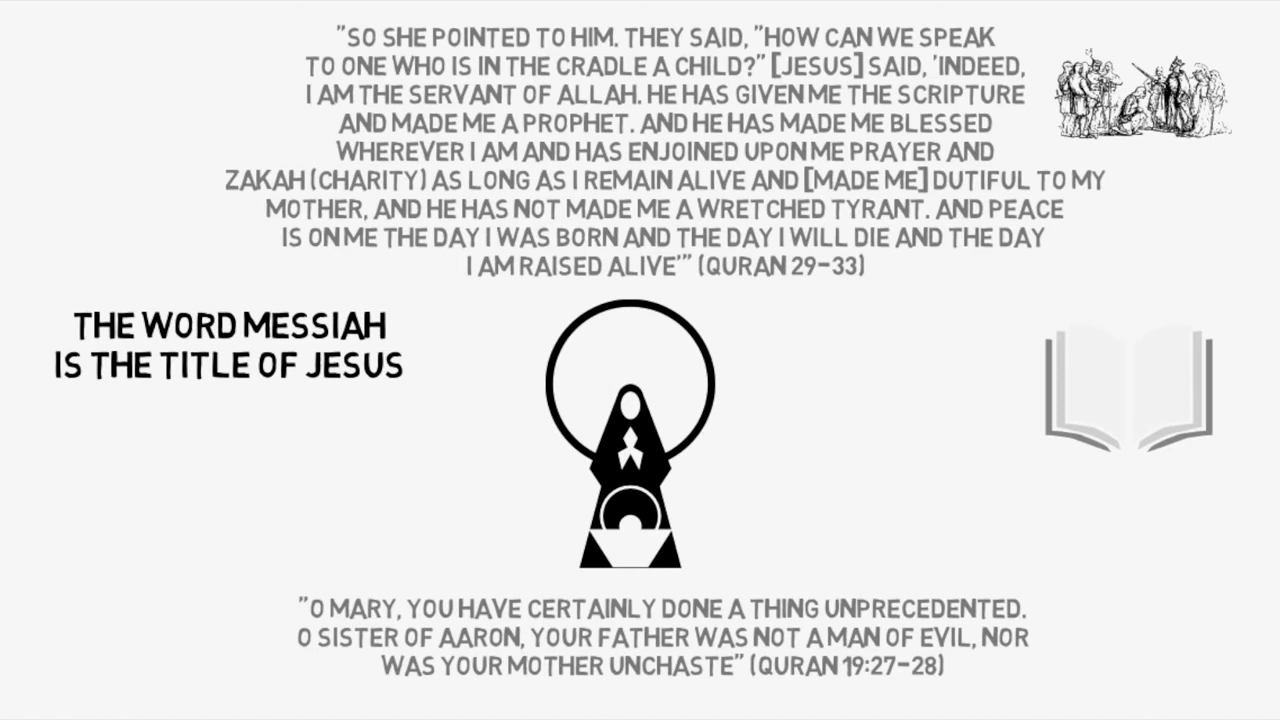 "SO SHE POINTED TO HIM. THEY SAID, "HOW CAN WE SPEAK
TO ONE WHO IS IN THE CRADLE A CHILD?" [JESUS] SAID, 'INDEED,
I AM THE SERVANT OF ALLAH. HE HAS GIVEN ME THE SCRIPTURE
AND MADE ME A PROPHET. AND HE HAS MADE ME BLESSED
WHEREVER I AM AND HAS ENJOINED UPON ME PRAYER AND
ZAKAH (CHARITY) AS LONG AS I REMAIN ALIVE AND [MADE ME] DUTIFUL TO MY
MOTHER, AND HE HAS NOT MADE ME A WRETCHED TYRANT. AND PEACE
IS ON ME THE DAY I WAS BORN AND THE DAY I WILL DIE AND THE DAY
I AM RAISED ALIVE'" (QURAN 29-33)
THE WORD MESSIAH
IS THE TITLE OF JESUS
"O MARY, YOU HAVE CERTAINLY DONE A THING UNPRECEDENTED.
O SISTER OF AARON, YOUR FATHER WAS NOT A MAN OF EVIL, NOR
WAS YOUR MOTHER UNCHASTE" (QURAN 19:27-28)